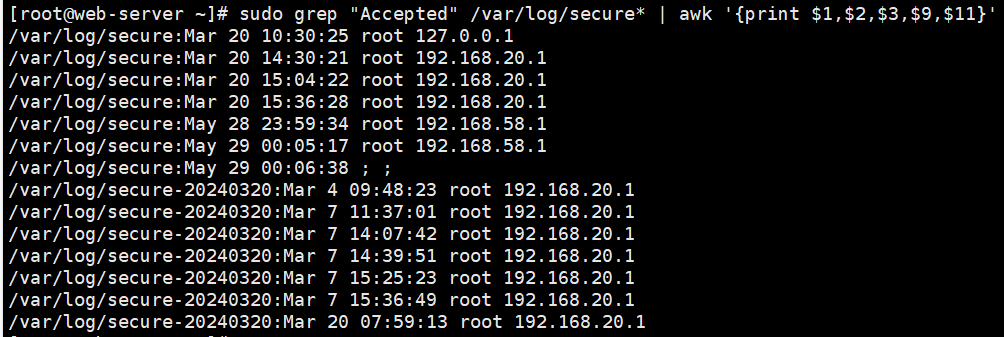 [root@web-server ~]# sudo grep "Accepted" /var/log/secure* | awk '{print $1,$2,$3,$9,$11}'
/var/log/secure:Mar 20 10:30:25 root 127.0.0.1
/var/log/secure:Mar 20 14:30:21 root 192.168.20.1
/var/log/secure:Mar 20 15:04:22 root 192.168.20.1
/var/log/secure:Mar 20 15:36:28 root 192.168.20.1
/var/log/secure:May 28 23:59:34 root 192.168.58.1
/var/log/secure:May 29 00:05:17 root 192.168.58.1
/var/log/secure:May 29 00:06:38 ; ;
/var/log/secure-20240320:Mar 4 09:48:23 root 192.168.20.1
/var/log/secure-20240320:Mar 7 11:37:01 root 192.168.20.1
/var/log/secure-20240320:Mar 7 14:07:42 root 192.168.20.1
/var/log/secure-20240320:Mar 7 14:39:51 root 192.168.20.1
/var/log/secure-20240320:Mar 7 15:25:23 root 192.168.20.1
/var/log/secure-20240320:Mar 7 15:36:49 root 192.168.20.1
/var/log/secure-20240320:Mar 20 07:59:13 root 192.168.20.1